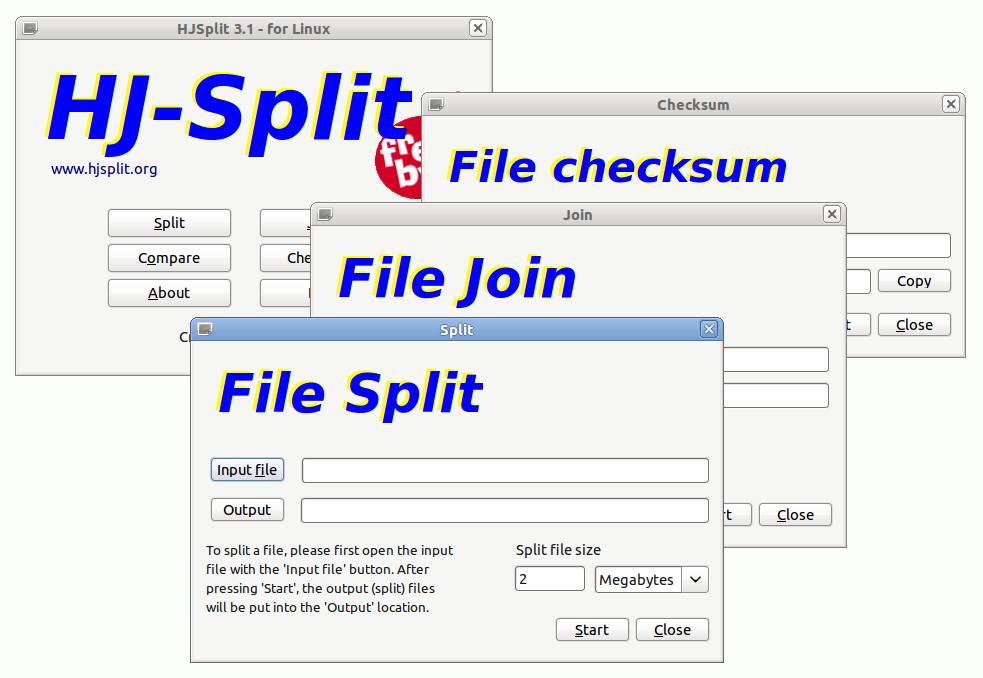 HJSplit 3.1 - for Linux
HJ-Split
www.hjsplit.org
Split
Compare
About
Checksum
File checksum
Copy
Close
Join
File Join
Close
Split
File Split
Input file
Output
To split a file, please first open the input
file with the 'Input file' button. After
pressing 'Start', the output (split) files
will be put into the 'Output' location.
Split file size
2
Megabytes
Start
Close